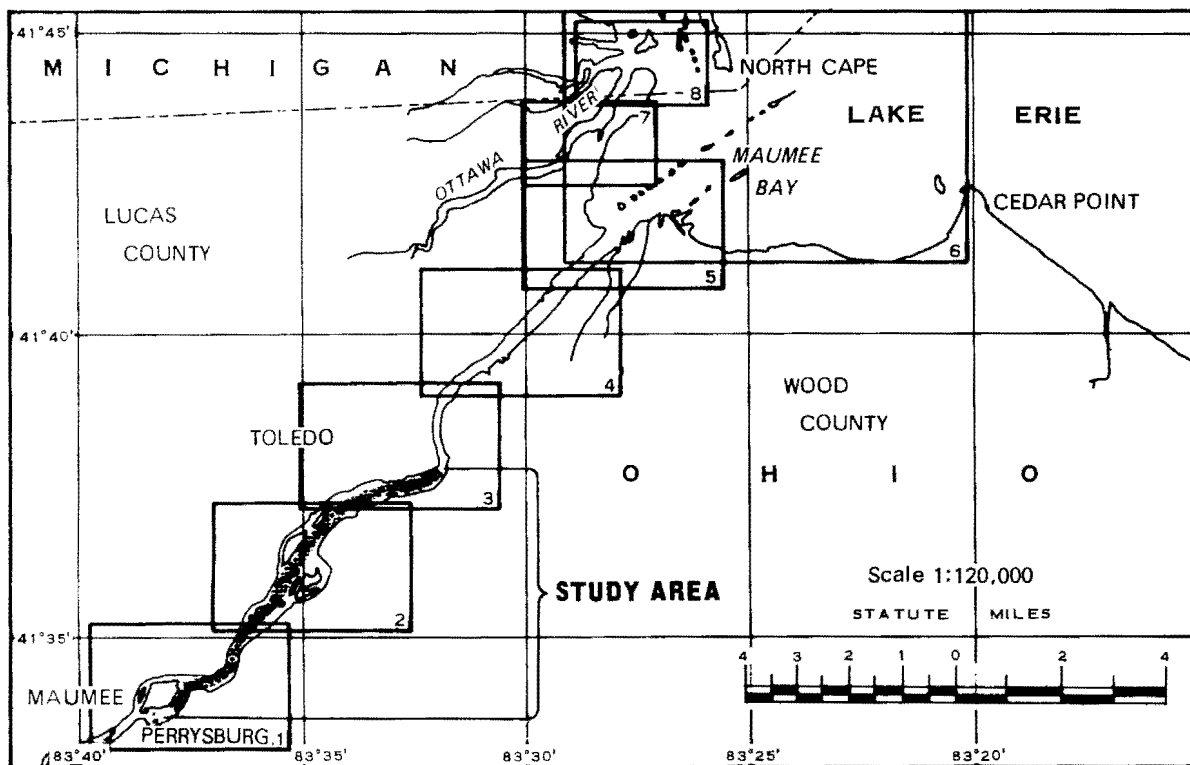 41°45'
M I C H I G A N
8
NORTH CAPE
RIVER
7
LAKE ERIE
OTTAWA
MAUMEE
BAY
LUCAS
COUNTY
CEDAR POINT
6
5
41°40'
4
WOOD
COUNTY
TOLEDO
3
O H I O
STUDY AREA
Scale 1:120,000
STATUTE MILES
2
41°35'
4 3 2 1 0 2 4
MAUMEE
PERRYSBURG
1
83°40' 83°35' 83°30' 83°25' 83°20'